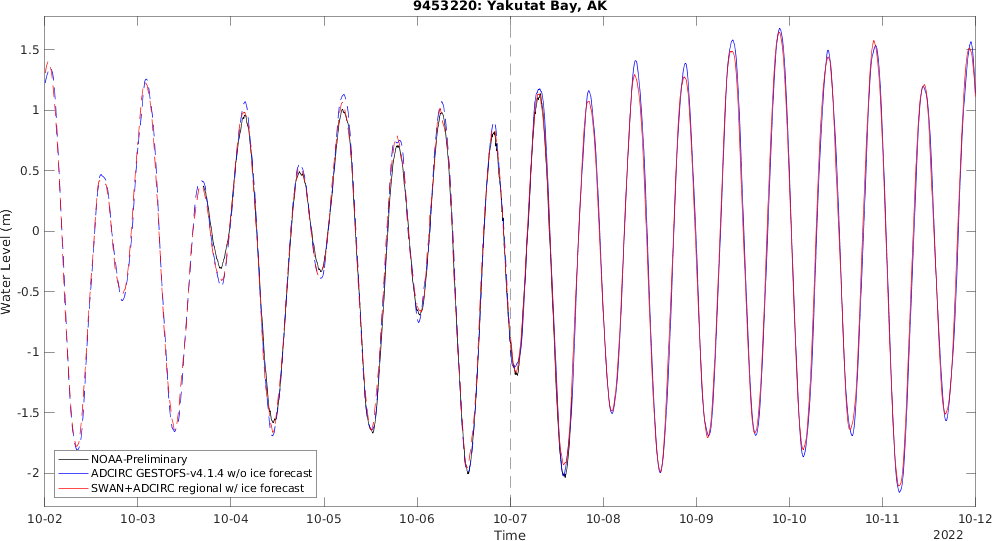 9453220: Yakutat Bay, AK
Water Level (m)
1.5
1
0.5
0
-0.5
-1
-1.5
-2
NOAA-Preliminary
ADCIRC GESTOFS-v4.1.4 w/o ice forecast
SWAN+ADCIRC regional w/ ice forecast
10-02 10-03 10-04 10-05 10-06 10-07 10-08 10-09 10-10 10-11 10-12
Time
2022